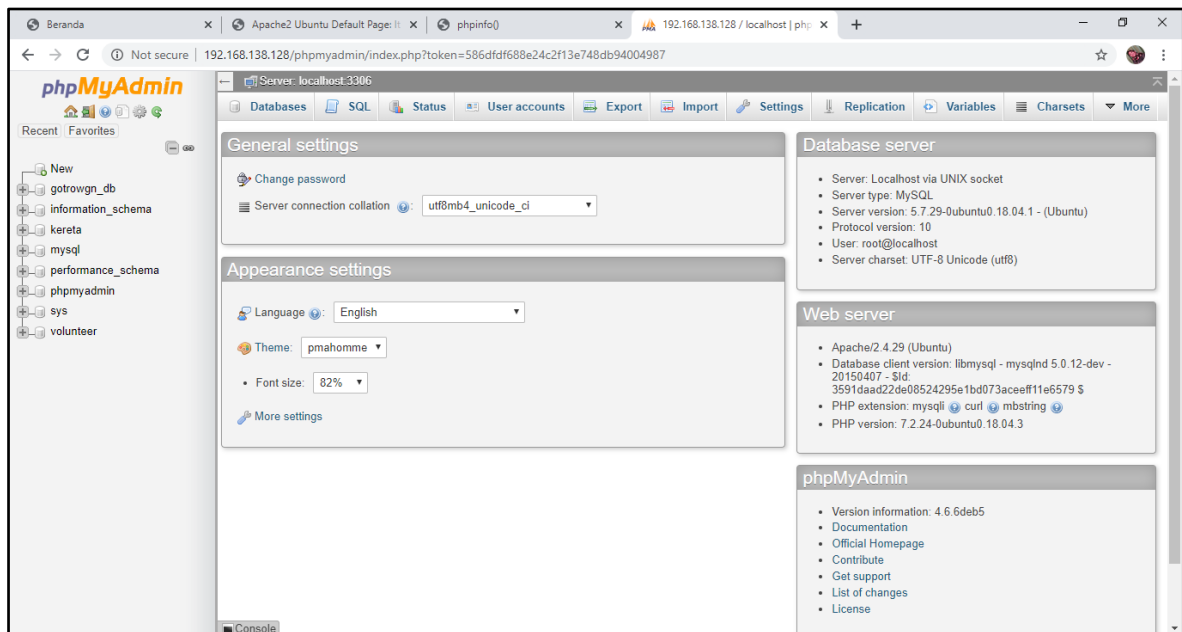 Beranda
Apache2 Ubuntu Default Page: It
phpinfo()
192.168.138.128 / localhost | php
Not secure | 192.168.138.128/phpmyadmin/index.php?token=586dfdf688e24c2f13e748db94004987
phpMyAdmin
Recent Favorites
New
gotrowgn_db
information_schema
kereta
mysql
performance_schema
phpmyadmin
sys
volunteer
Server: localhost:3306
Databases SQL Status User accounts Export Import Settings Replication Variables Charsets More
General settings
Change password
Server connection collation : utf8mb4_unicode_ci
Appearance settings
Language : English
Theme: pmahomme
• Font size: 82%
More settings
Console
Database server
• Server: Localhost via UNIX socket
• Server type: MySQL
• Server version: 5.7.29-0ubuntu0.18.04.1 - (Ubuntu)
• Protocol version: 10
• User: root@localhost
• Server charset: UTF-8 Unicode (utf8)
Web server
• Apache/2.4.29 (Ubuntu)
• Database client version: libmysql - mysqlnd 5.0.12-dev -
20150407 - $Id:
3591daad22de08524295e1bd073aceeff11e6579 $
• PHP extension: mysqli curl mbstring
• PHP version: 7.2.24-0ubuntu0.18.04.3
phpMyAdmin
• Version information: 4.6.6deb5
• Documentation
• Official Homepage
• Contribute
• Get support
• List of changes
• License